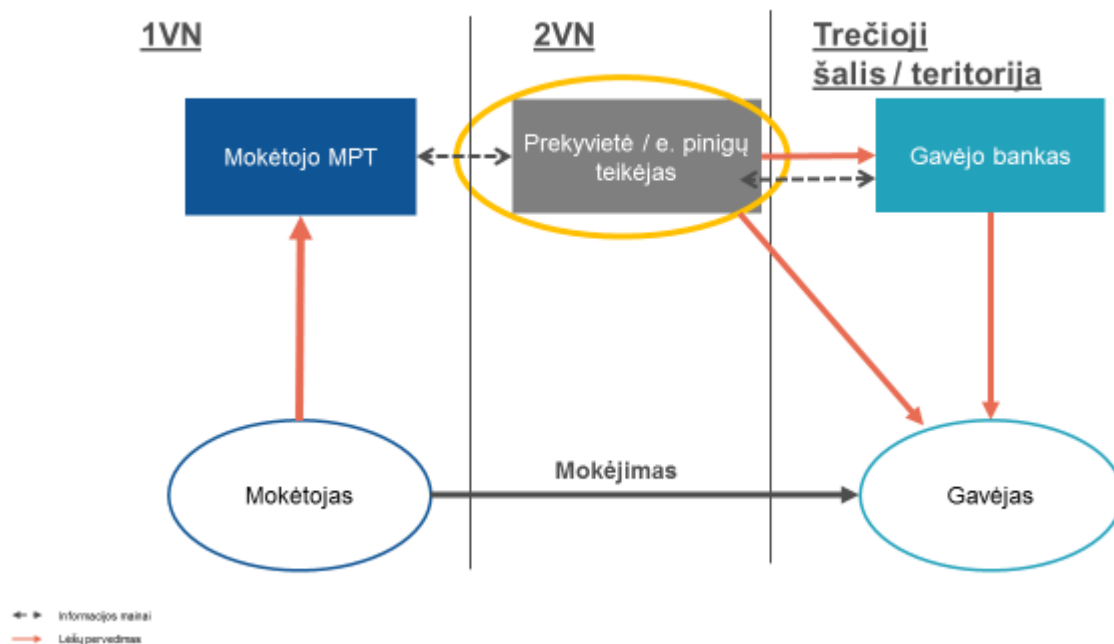 1VN
2VN
Trečioji
šalis / teritorija
Mokėtojo MPT
Prekyvietė / e. pinigų
teikėjas
Gavėjo bankas
Mokėjimas
Mokėtojas
Gavėjas
Informacijos mainai
Lėšų pervedimas